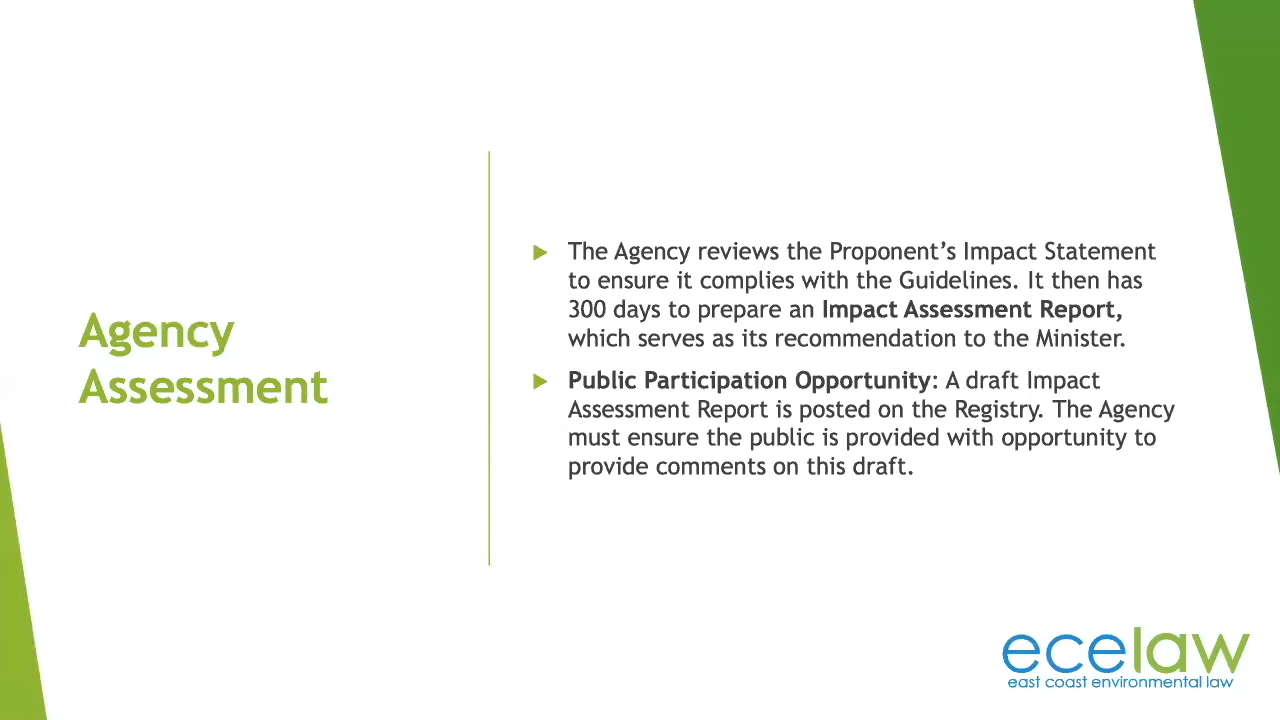 Agency
Assessment
The Agency reviews the Proponent’s Impact Statement
to ensure it complies with the Guidelines. It then has
300 days to prepare an Impact Assessment Report,
which serves as its recommendation to the Minister.
Public Participation Opportunity: A draft Impact
Assessment Report is posted on the Registry. The Agency
must ensure the public is provided with opportunity to
provide comments on this draft.
ecelaw
east coast environmental law